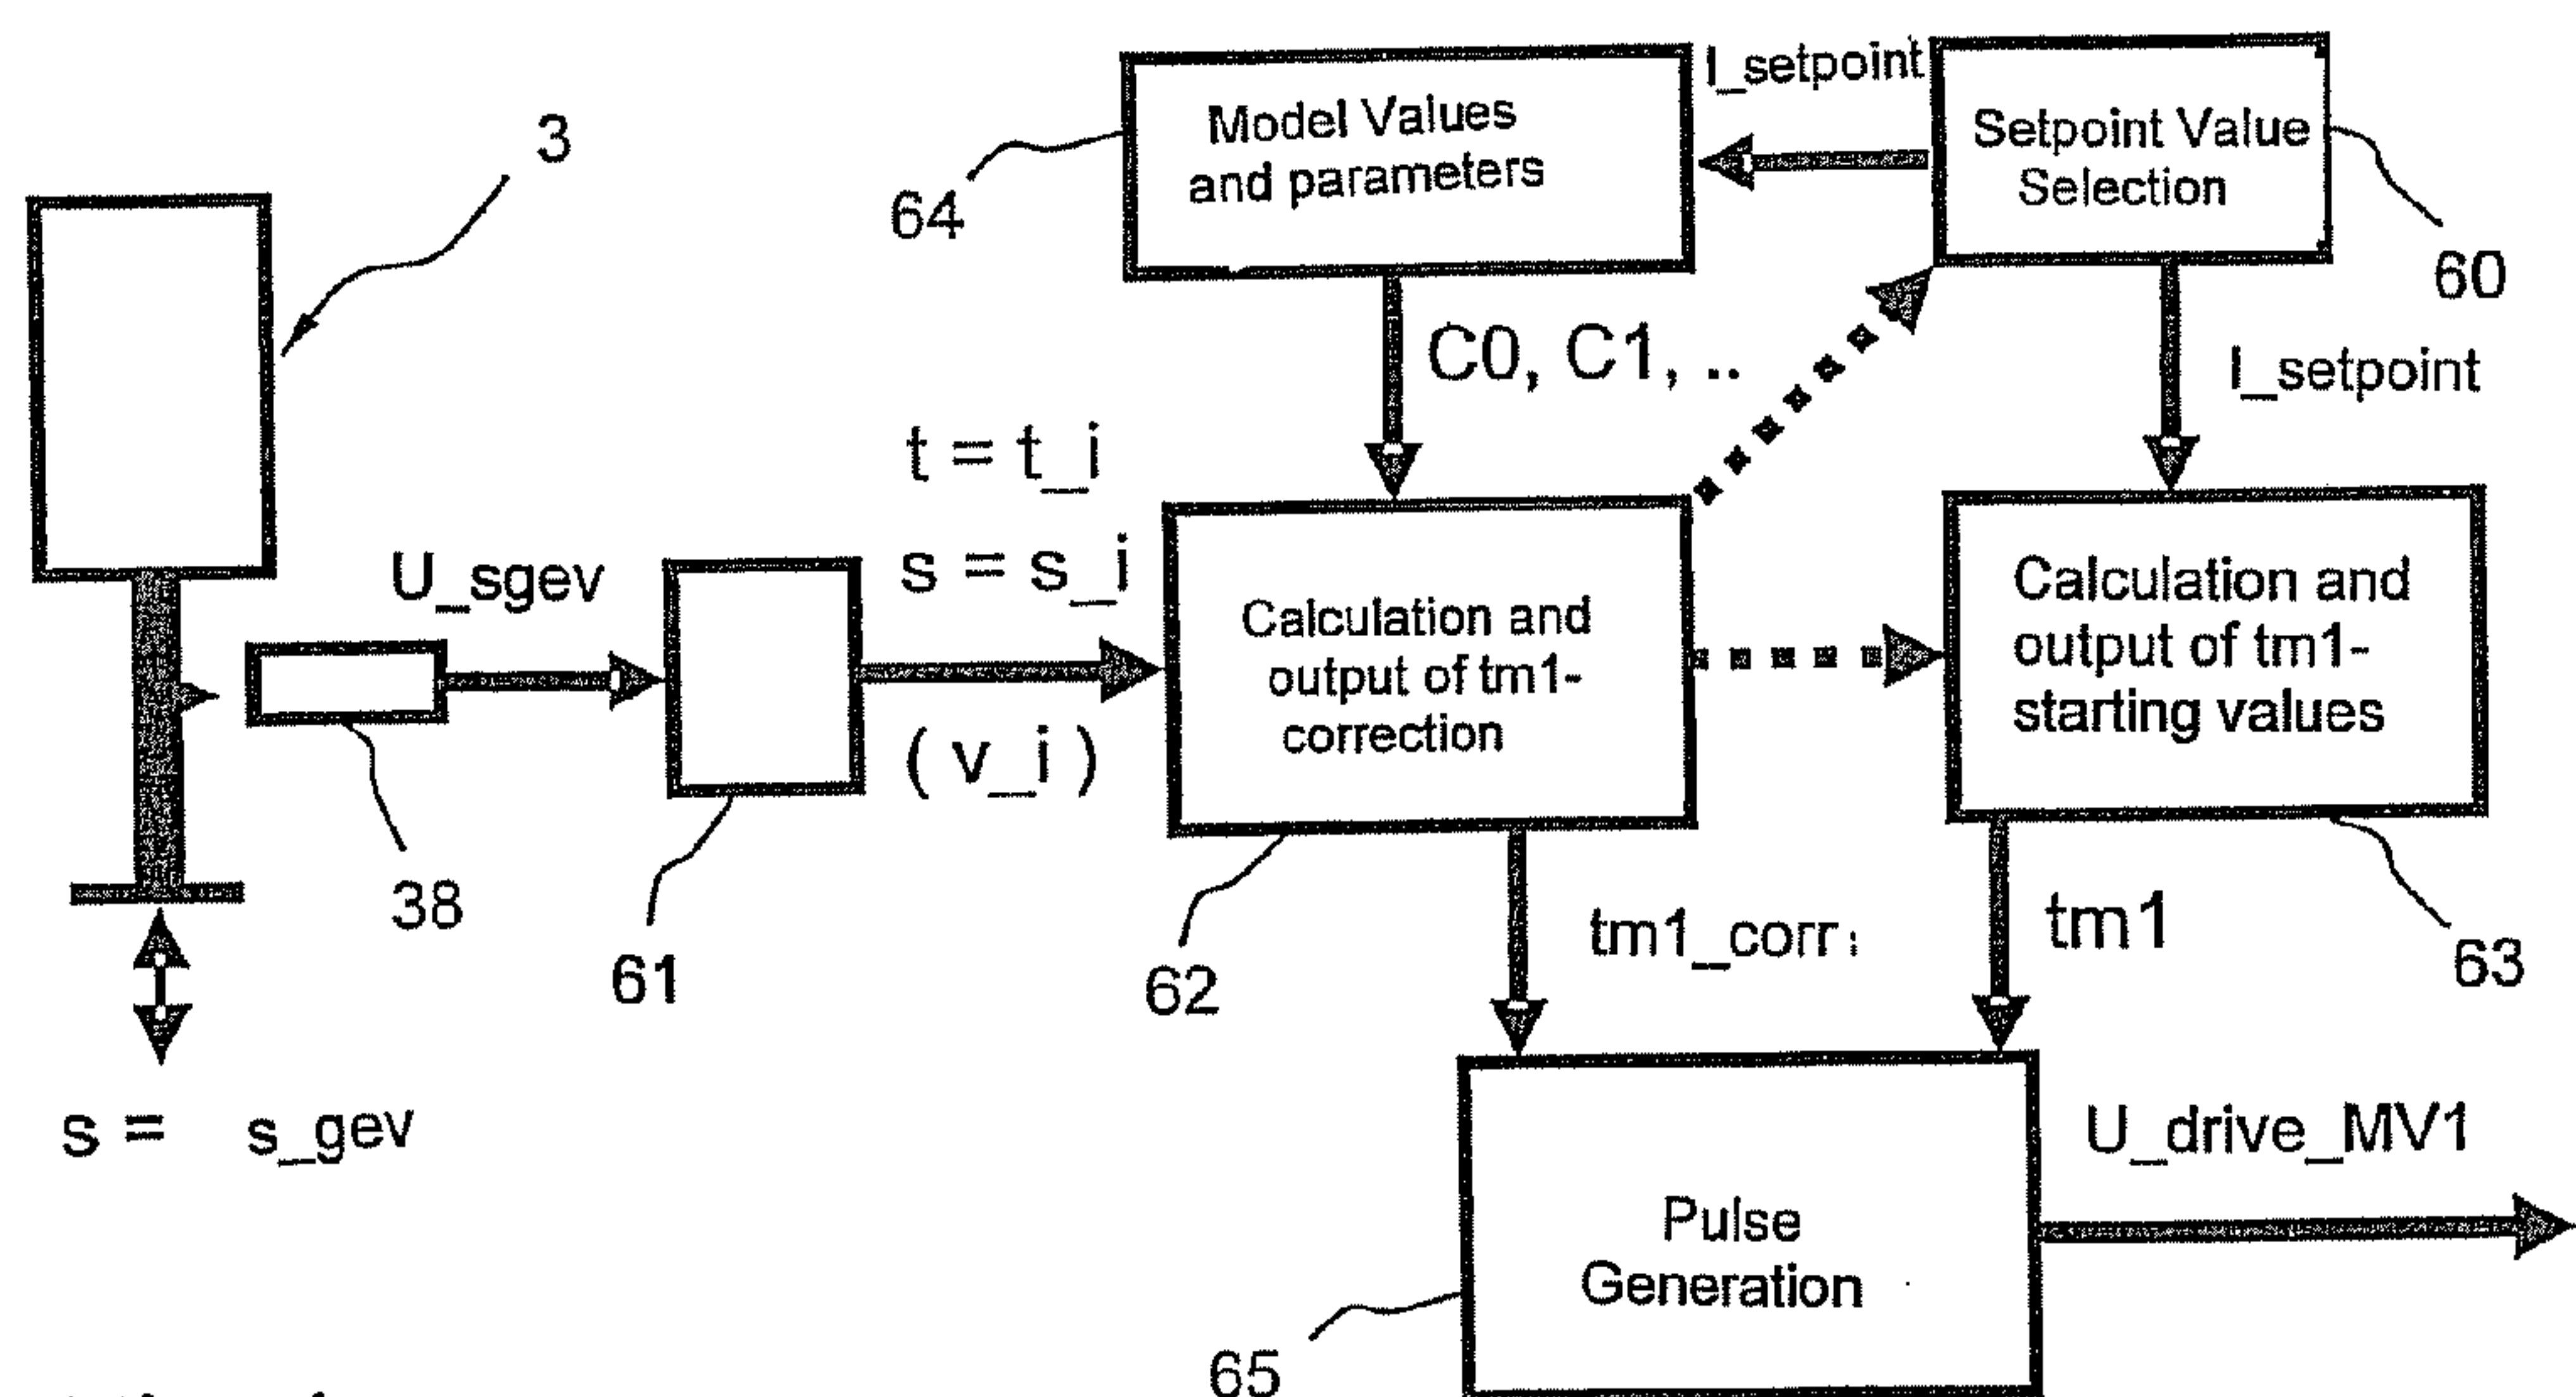 3
Model Values
and parameters
64
I_setpoint
Setpoint Value
Selection
60
C0, C1, ..
I_setpoint
t = t_i
s = s_i
( v_i )
U_sgev
38
61
Calculation and
output of tm1-
correction
62
Calculation and
output of tm1-
starting values
63
s = s_gev
tm1_corr
tm1
Pulse
Generation
65
U_drive_MV1